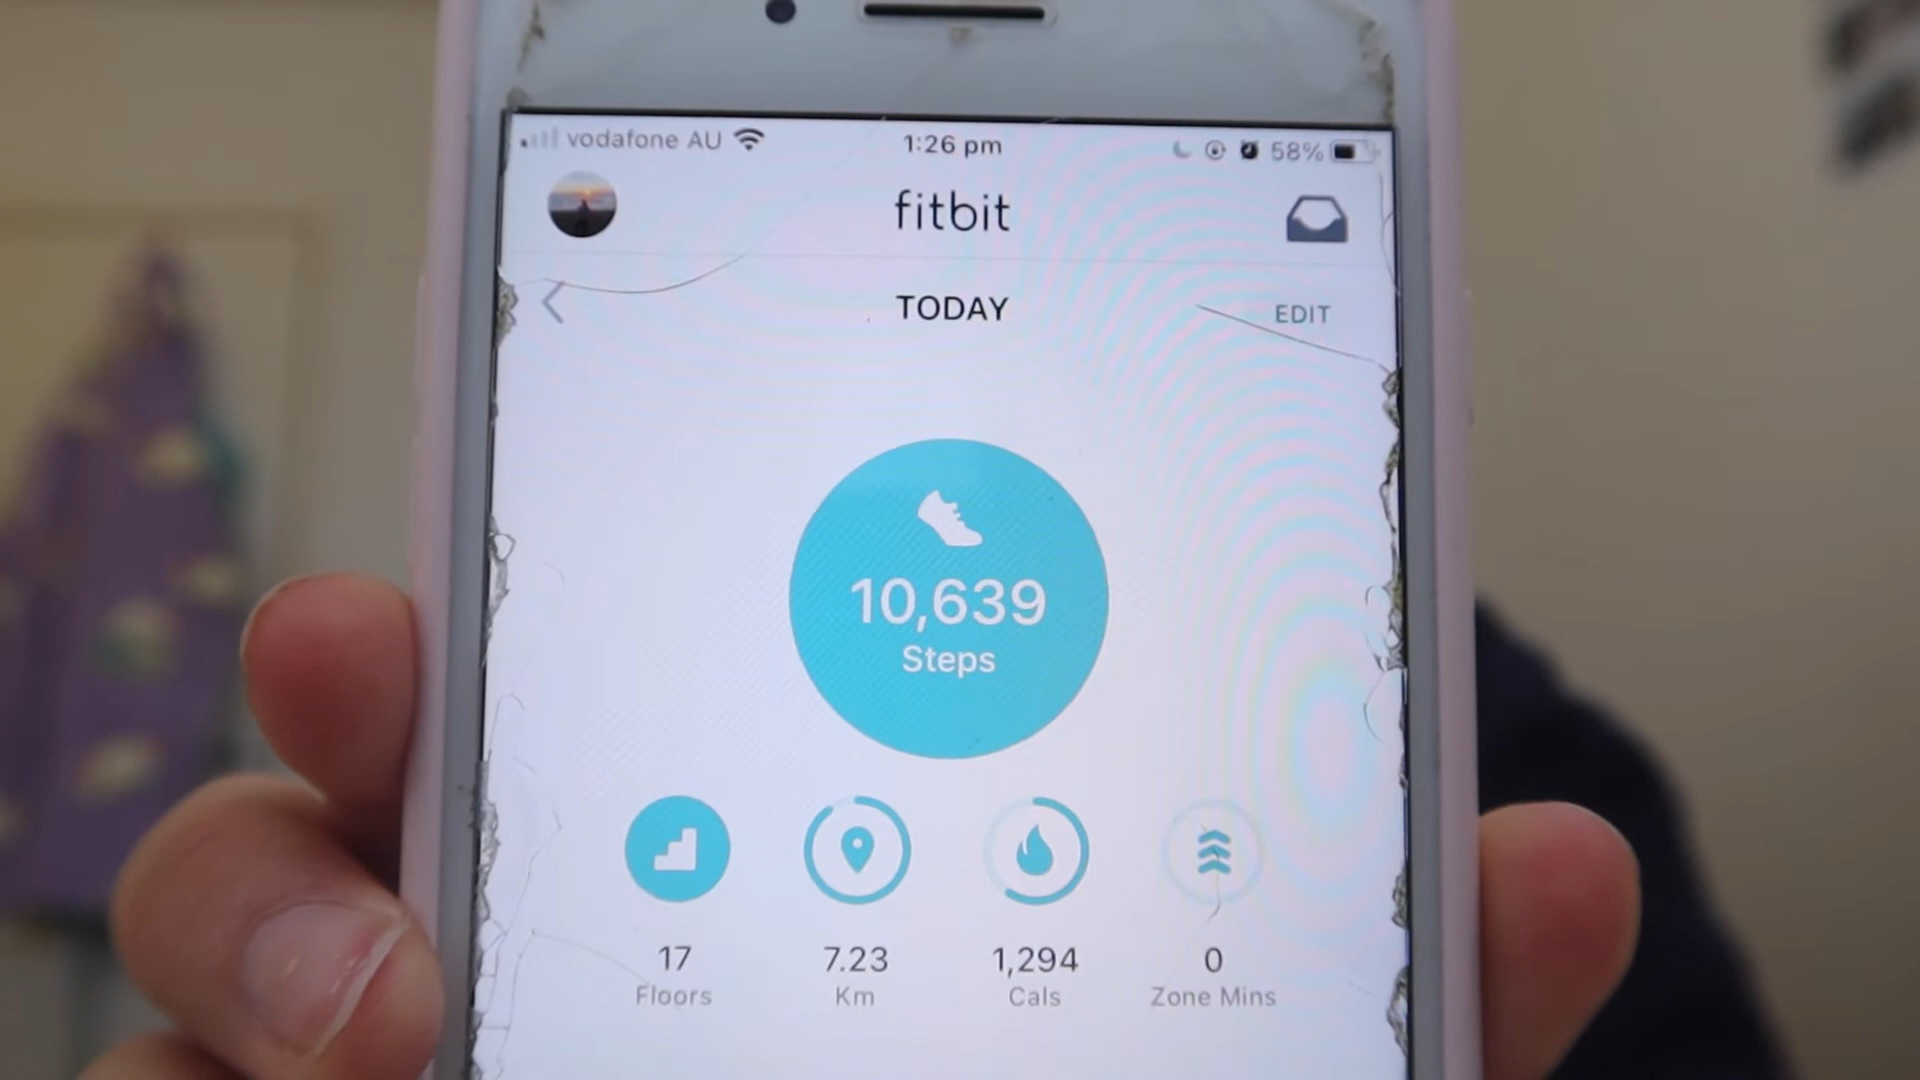 vodafone AU 1:26 pm 58%
fitbit
TODAY EDIT
10,639
Steps
17 7.23 1,294 0
Floors Km Cals Zone Mins